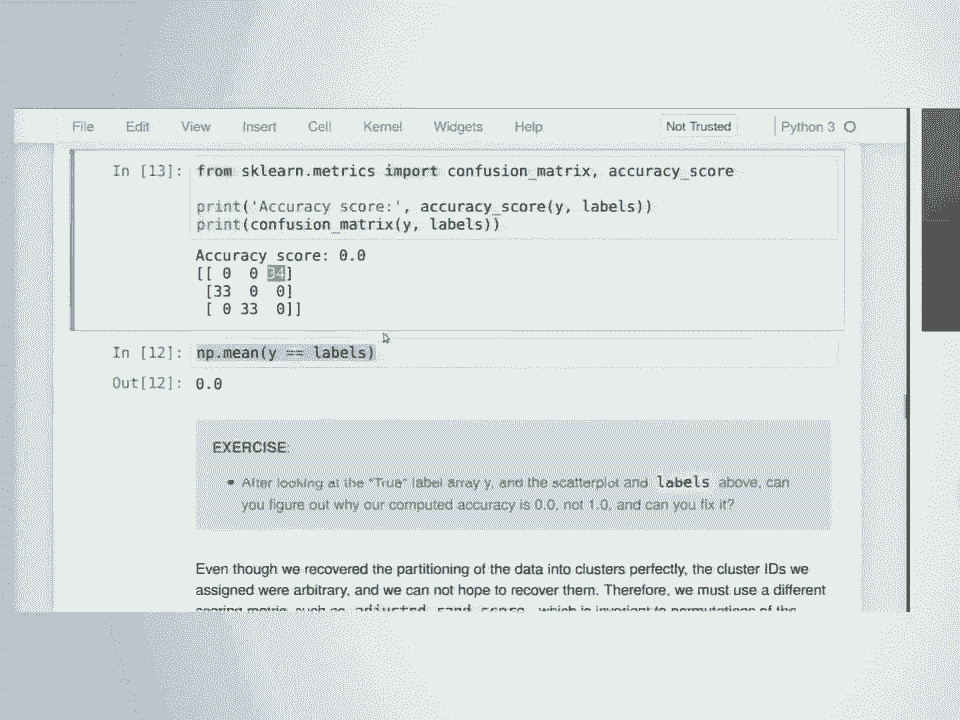 File Edit View Insert Cell Kernel Widgets Help Not Trusted Python 3
In [13]: from sklearn.metrics import confusion_matrix, accuracy_score
print('Accuracy score:', accuracy_score(y, labels))
print(confusion_matrix(y, labels))
Accuracy score: 0.0
[[ 0 0 34]
[33 0 0]
[ 0 33 0]]
In [12]: np.mean(y == labels)
Out[12]: 0.0
EXERCISE:
After looking at the "True" label array y, and the scatterplot and labels above, can
you figure out why our computed accuracy is 0.0, not 1.0, and can you fix it?
Even though we recovered the partitioning of the data into clusters perfectly, the cluster IDs we
assigned were arbitrary, and we can not hope to recover them. Therefore, we must use a different
scoring metric, such as adjusted_rand_score, which is invariant to permutations of the